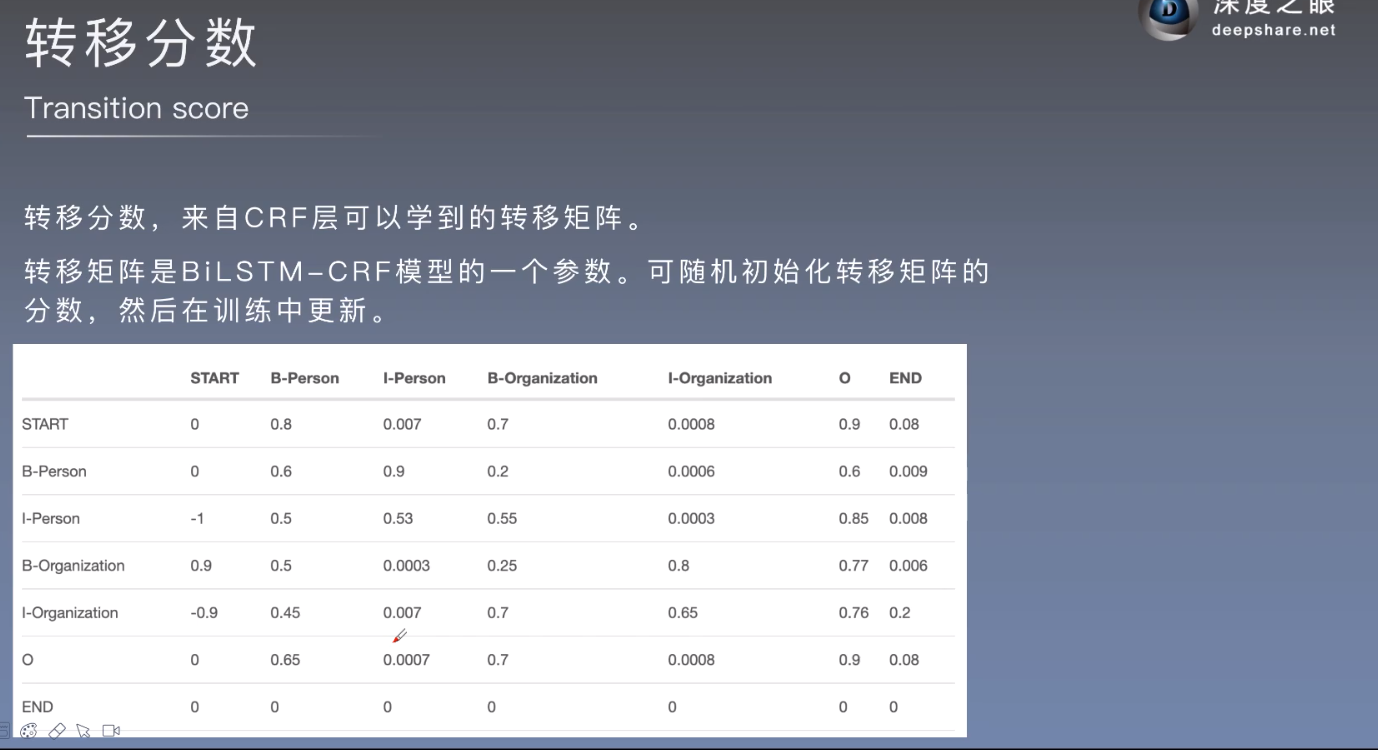 深度之眼
deepshare.net
转移分数
Transition score
转移分数，来自CRF层可以学到的转移矩阵。
转移矩阵是BiLSTM-CRF模型的一个参数。可随机初始化转移矩阵的
分数，然后在训练中更新。
START B-Person I-Person B-Organization I-Organization O END
START 0 0.8 0.007 0.7 0.0008 0.9 0.08
B-Person 0 0.6 0.9 0.2 0.0006 0.6 0.009
I-Person -1 0.5 0.53 0.55 0.0003 0.85 0.008
B-Organization 0.9 0.5 0.0003 0.25 0.8 0.77 0.006
I-Organization -0.9 0.45 0.007 0.7 0.65 0.76 0.2
O 0 0.65 0.0007 0.7 0.0008 0.9 0.08
END 0 0 0 0 0 0 0